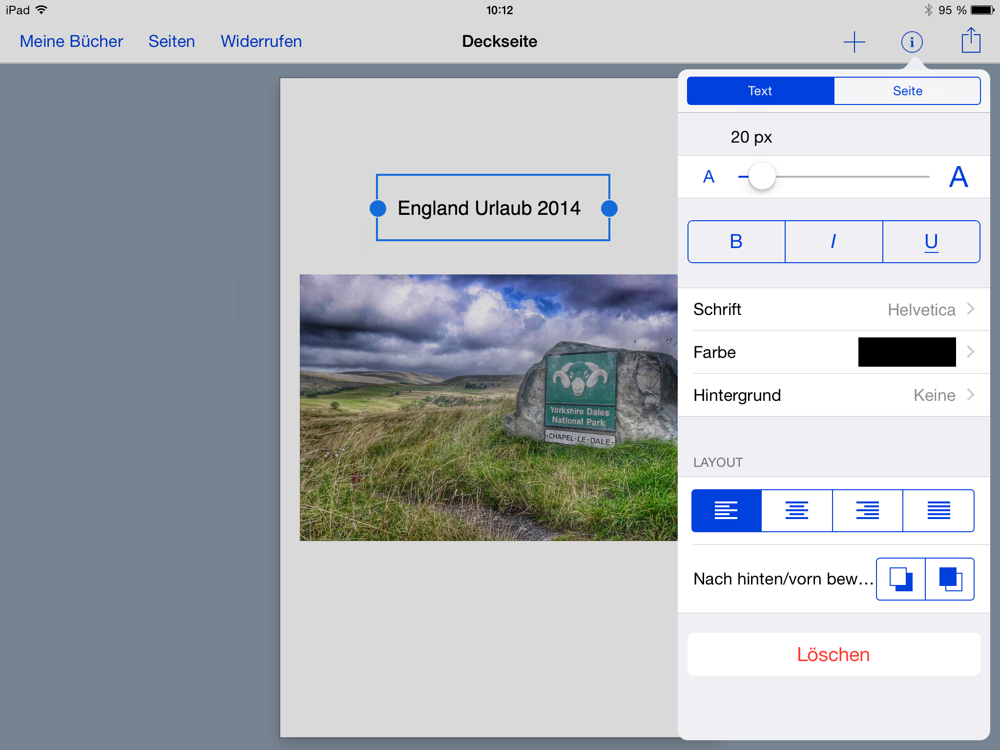 iPad 10:12 95 %
Meine Bücher Seiten Widerrufen Deckseite
Text Seite
20 px
A A
England Urlaub 2014
B I U
Schrift Helvetica
Farbe
Hintergrund Keine
Yorkshire Dales
National Park
CHAPEL-LE-DALE
LAYOUT
Nach hinten/vorn bew...
Löschen